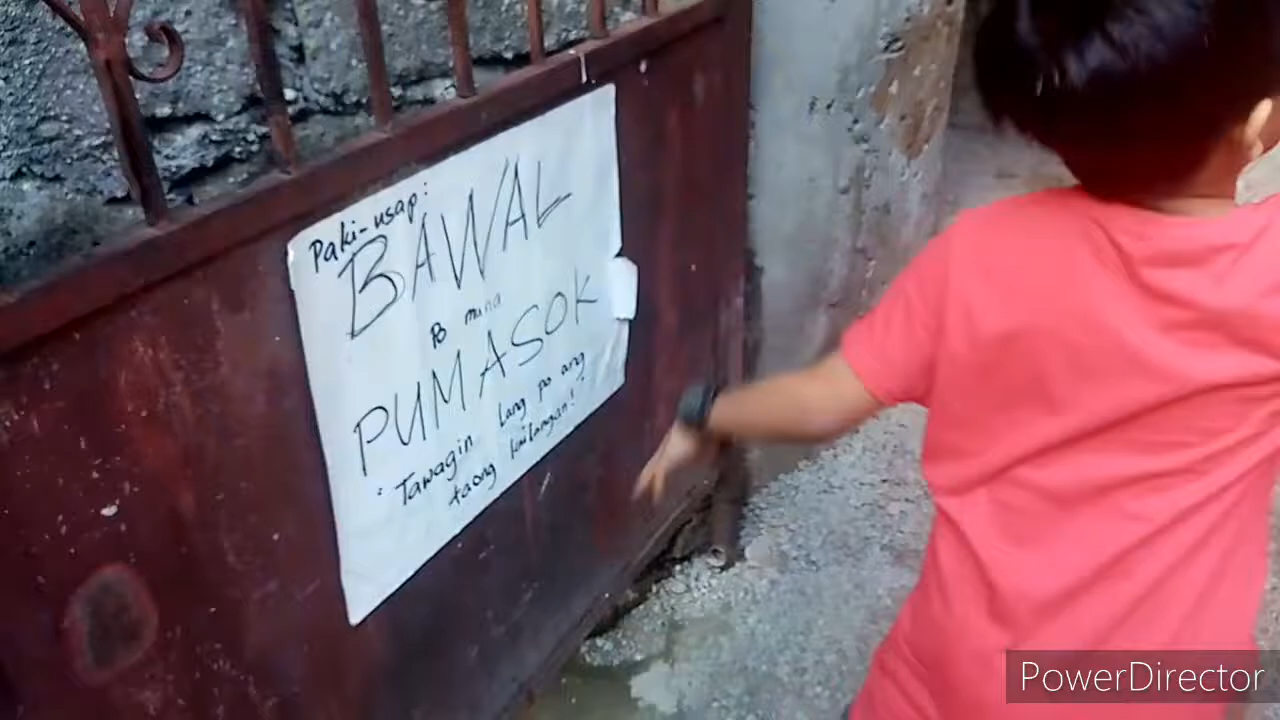 Paki-usap:
BAWAL
Po muna
PUMASOK
"Tawagin lang po ang
taong kailangan!"
PowerDirector